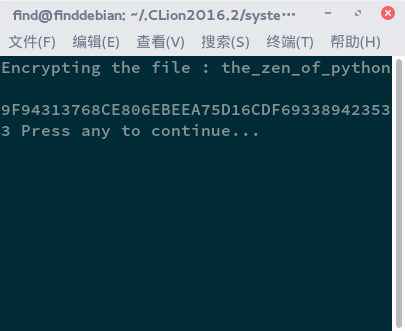 find@finddebian: ~/.CLion2016.2/syste···
文件(F) 编辑(E) 查看(V) 搜索(S) 终端(T) 帮助(H)
Encrypting the file : the_zen_of_python
9F94313768CE806EBEEA75D16CDF69338942353
3 Press any to continue...